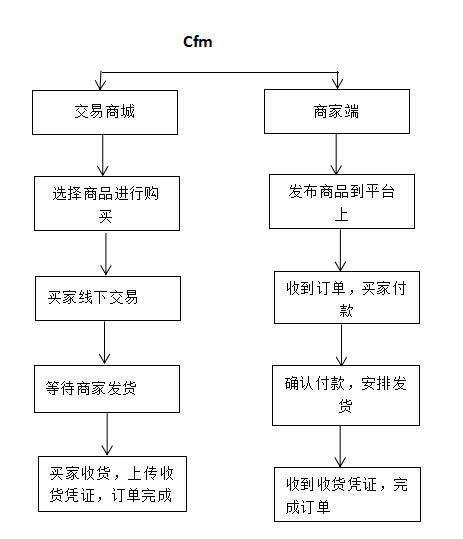 Cfm
交易商城
商家端
选择商品进行购
买
发布商品到平台
上
买家线下交易
收到订单，买家付
款
等待商家发货
确认付款，安排发
货
买家收货，上传收
货凭证，订单完成
收到收货凭证，完
成订单